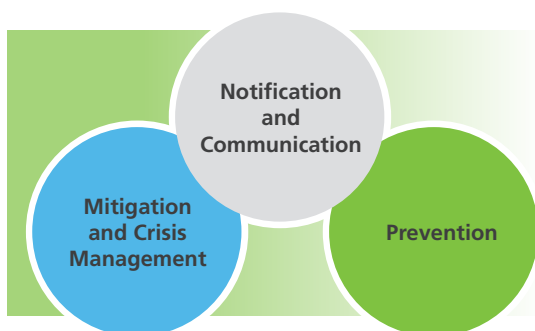 Notification
and
Communication
Mitigation
and Crisis
Management
Prevention